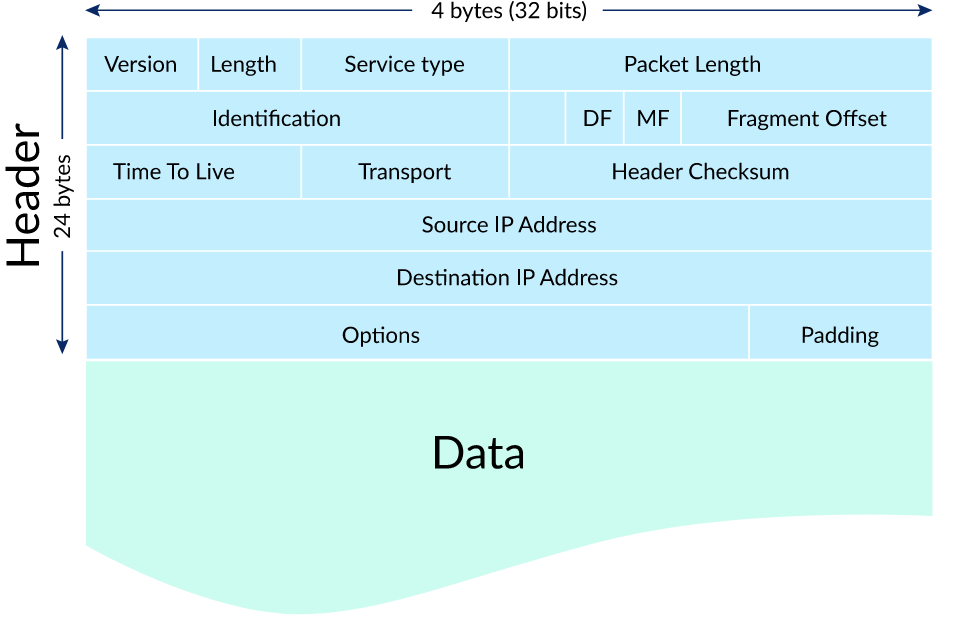 4 bytes (32 bits)
Header
24 bytes
Version Length Service type Packet Length
Identification DF MF Fragment Offset
Time To Live Transport Header Checksum
Source IP Address
Destination IP Address
Options Padding
Data